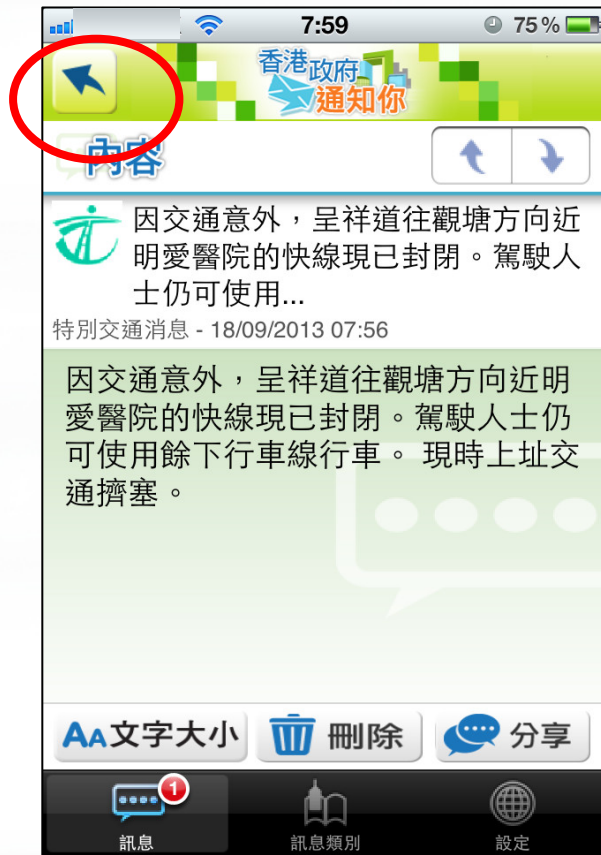 7:59
75%
香港政府
通知你
內容
因交通意外，呈祥道往觀塘方向近
明愛醫院的快線現已封閉。駕駛人
士仍可使用...
特別交通消息 - 18/09/2013 07:56
因交通意外，呈祥道往觀塘方向近明
愛醫院的快線現已封閉。駕駛人士仍
可使用餘下行車線行車。 現時上址交
通擠塞。
AA文字大小 刪除 分享
1
訊息 訊息類別 設定